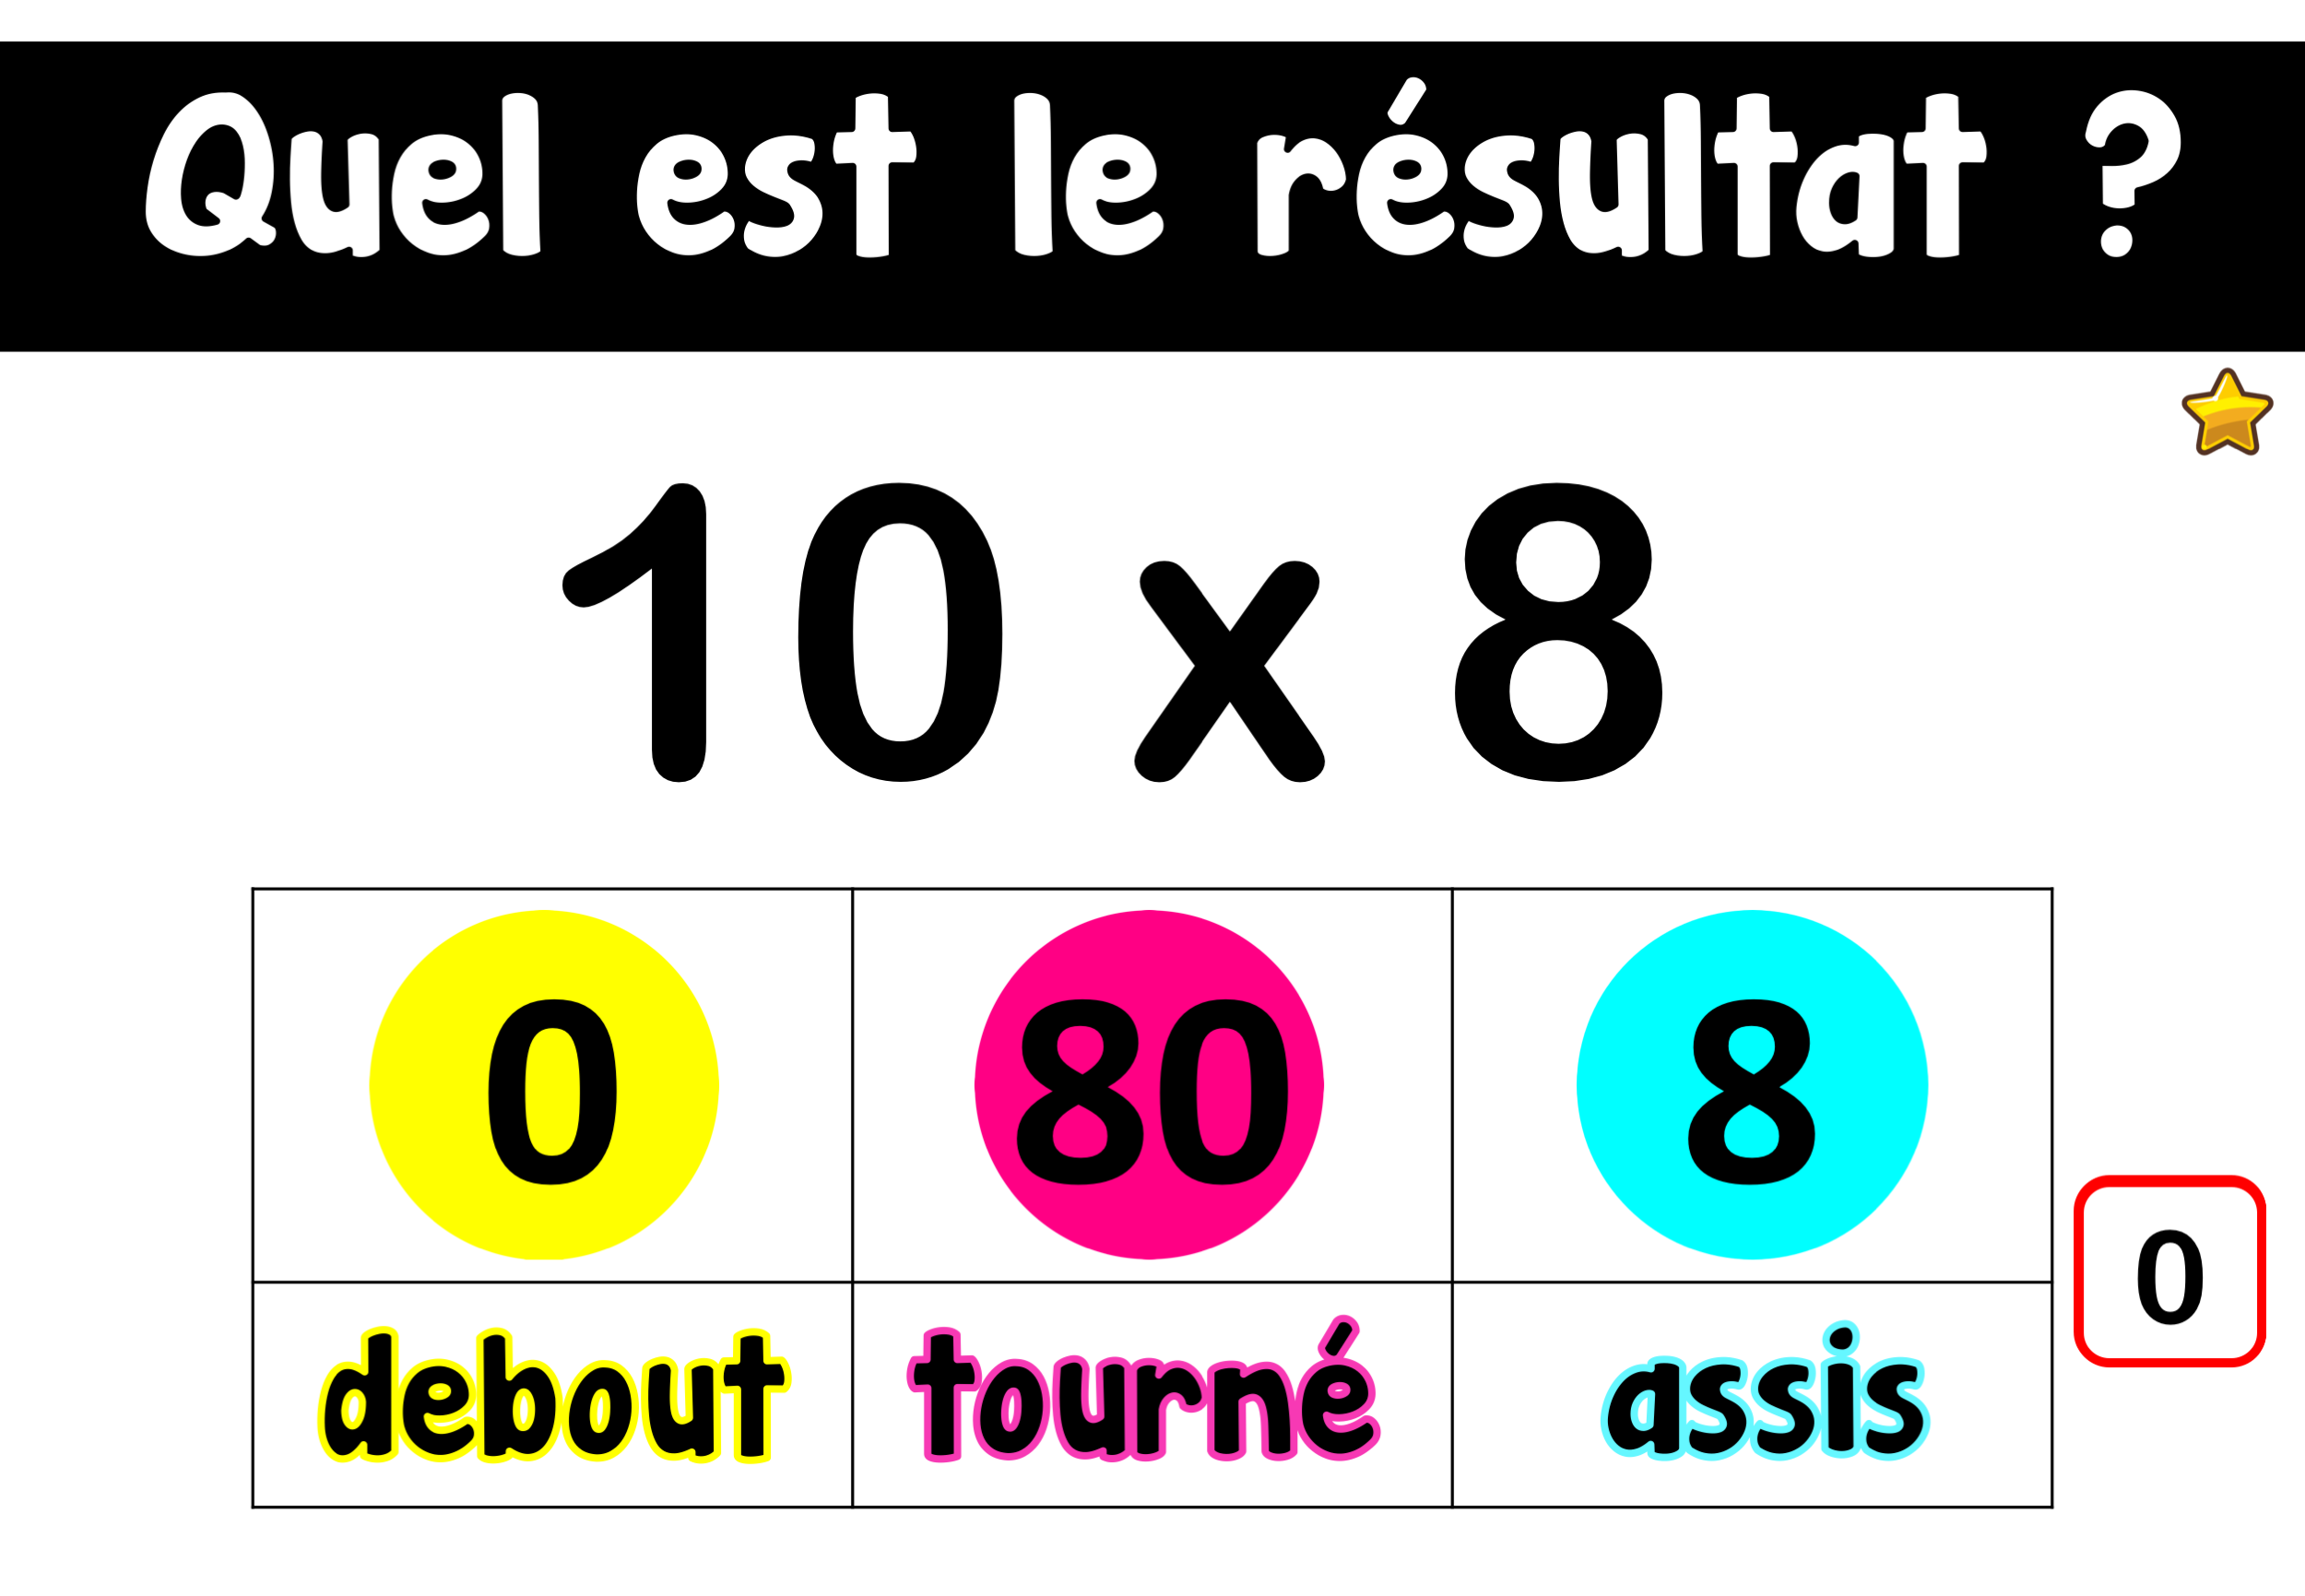 Quel est le résultat ?
10 x 8
0 80 8
0
debout tourné assis